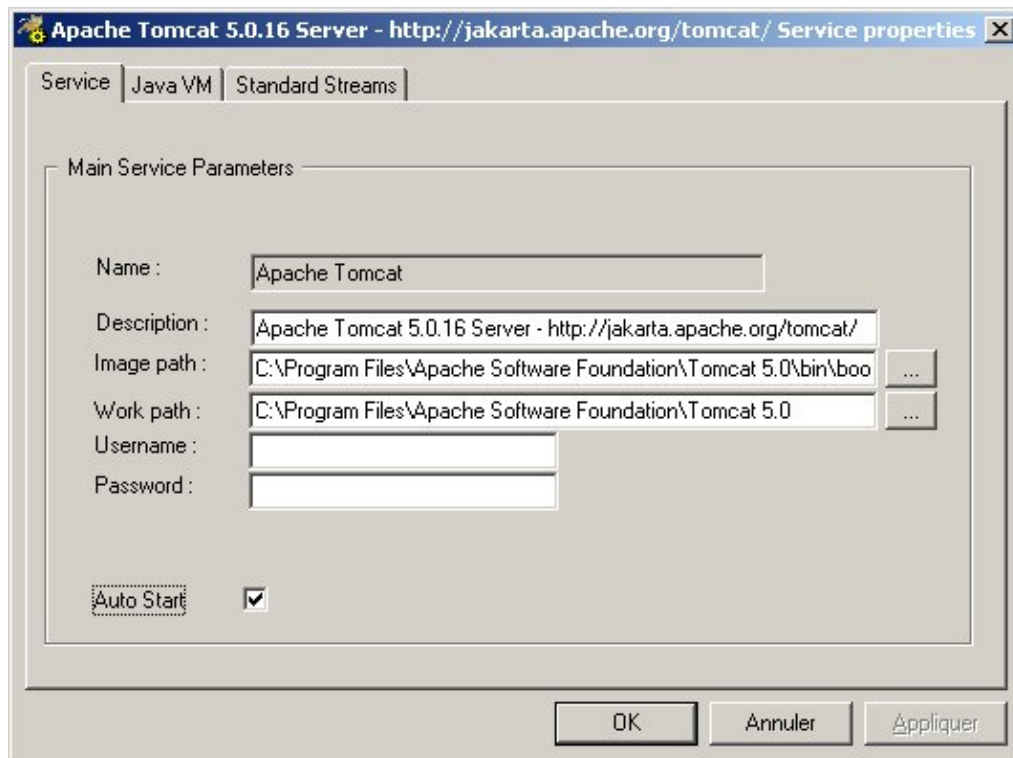 Apache Tomcat 5.0.16 Server - http://jakarta.apache.org/tomcat/ Service properties
Service Java VM Standard Streams
Main Service Parameters
Name : Apache Tomcat
Description : Apache Tomcat 5.0.16 Server - http://jakarta.apache.org/tomcat/
Image path : C:\Program Files\Apache Software Foundation\Tomcat 5.0\bin\boo ...
Work path : C:\Program Files\Apache Software Foundation\Tomcat 5.0 ...
Username :
Password :
Auto Start
OK Annuler Appliquer